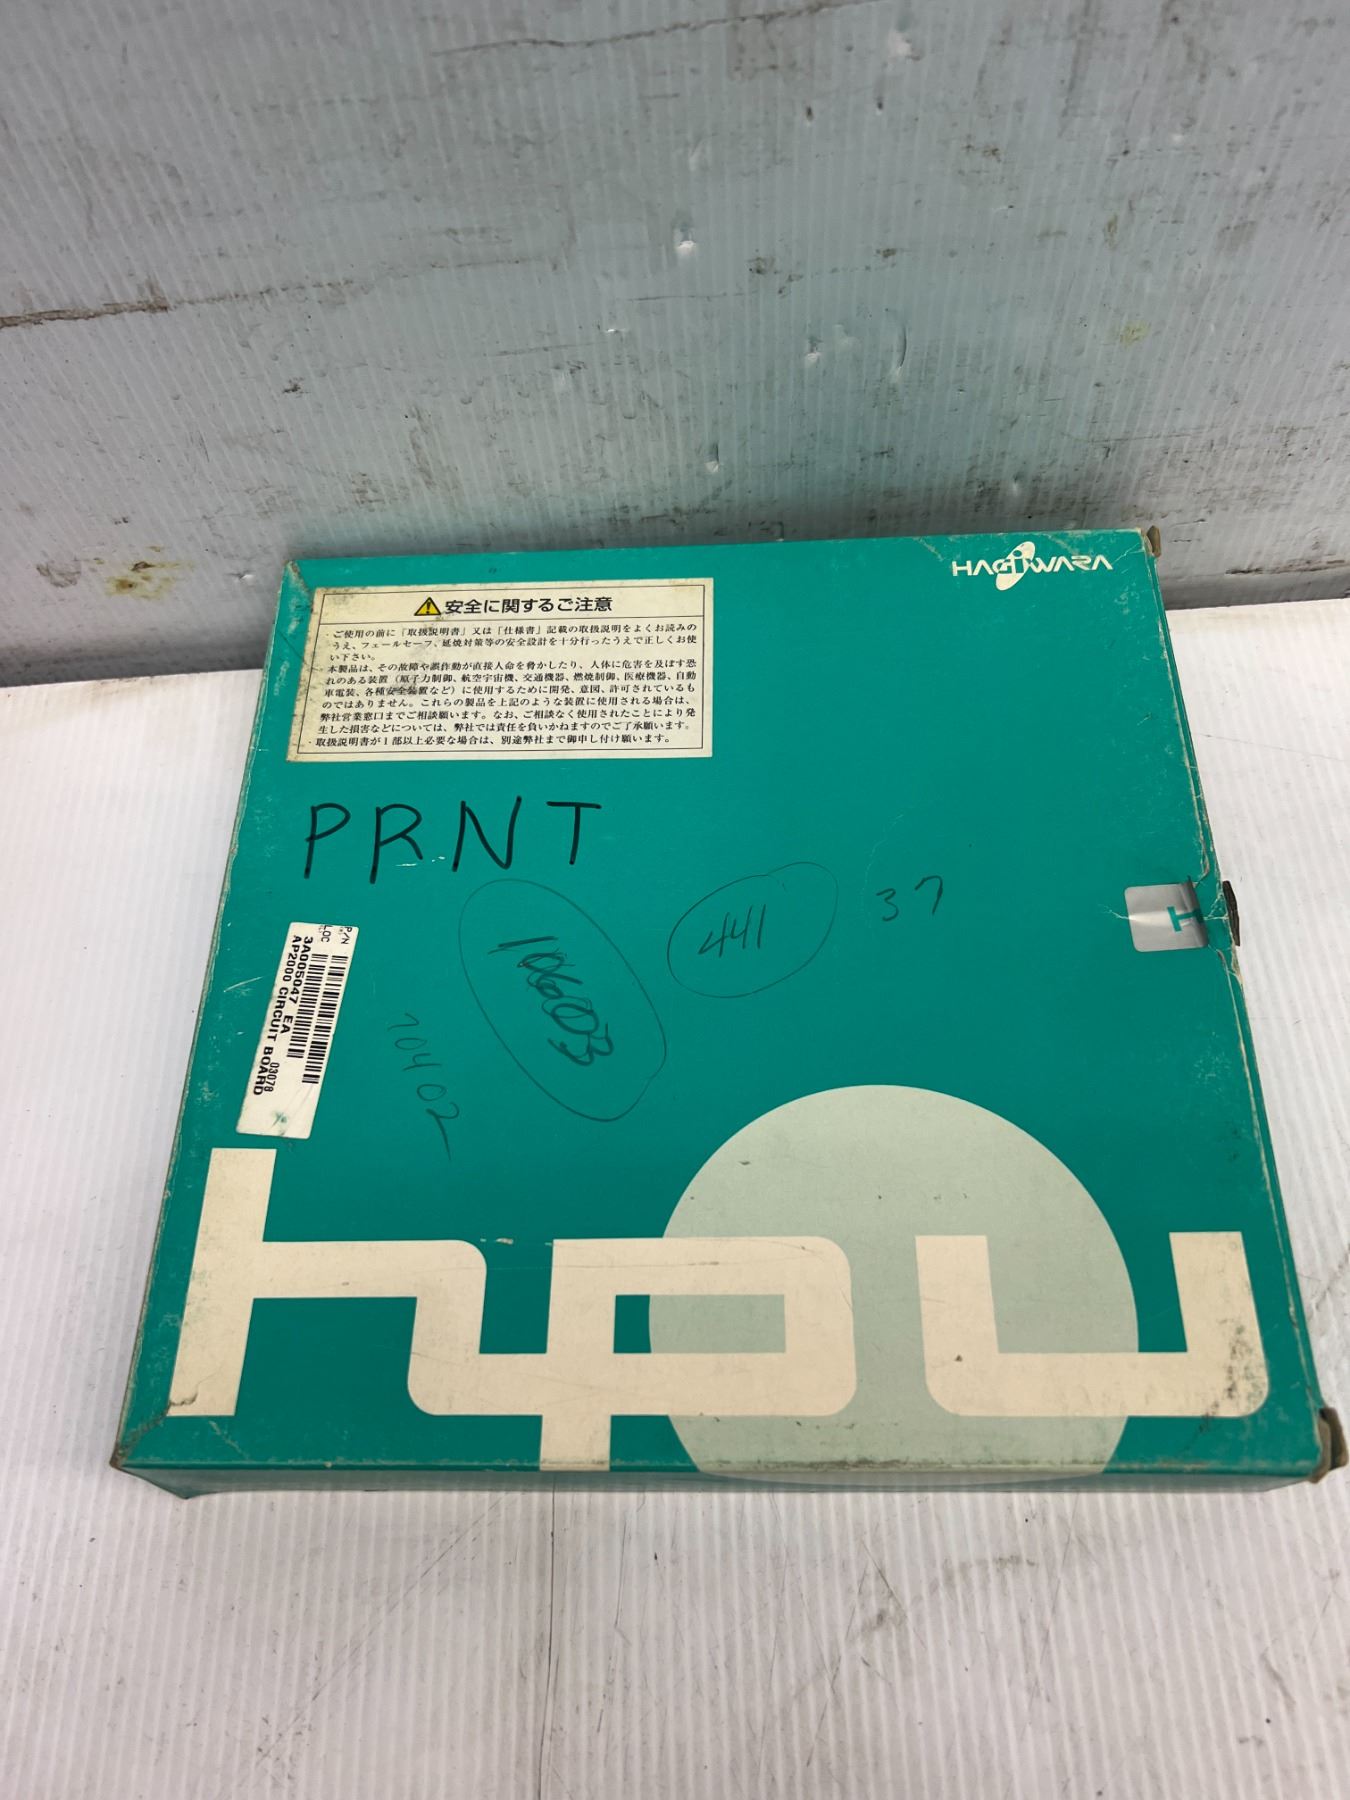 HAGIWARA
安全に関するご注意
・ご使用の前に「取扱説明書」又は「仕様書」記載の取扱説明をよくお読みの
うえ、フェールセーフ、延焼対策等の安全設計を十分行ったうえで正しくお使
い下さい。
・本製品は、その故障や誤作動が直接人命を脅かしたり、人体に危害を及ぼす恐
れのある装置（原子力制御、航空宇宙機、交通機器、燃焼制御、医療機器、自動
車電装、各種安全装置など）に使用するために開発、意図、許可されているも
のではありません。これらの製品を上記のような装置に使用される場合は、
弊社営業窓口までご相談願います。なお、ご相談なく使用されたことにより発
生した損害などについては、弊社では責任を負いかねますのでご了承願います。
・取扱説明書が1部以上必要な場合は、別途弊社まで御申し付け願います。
PRNT
441
37
H
P/N
LOC
3A005047 EA
03078
AP2000 CIRCUIT BOARD
70402
hpu